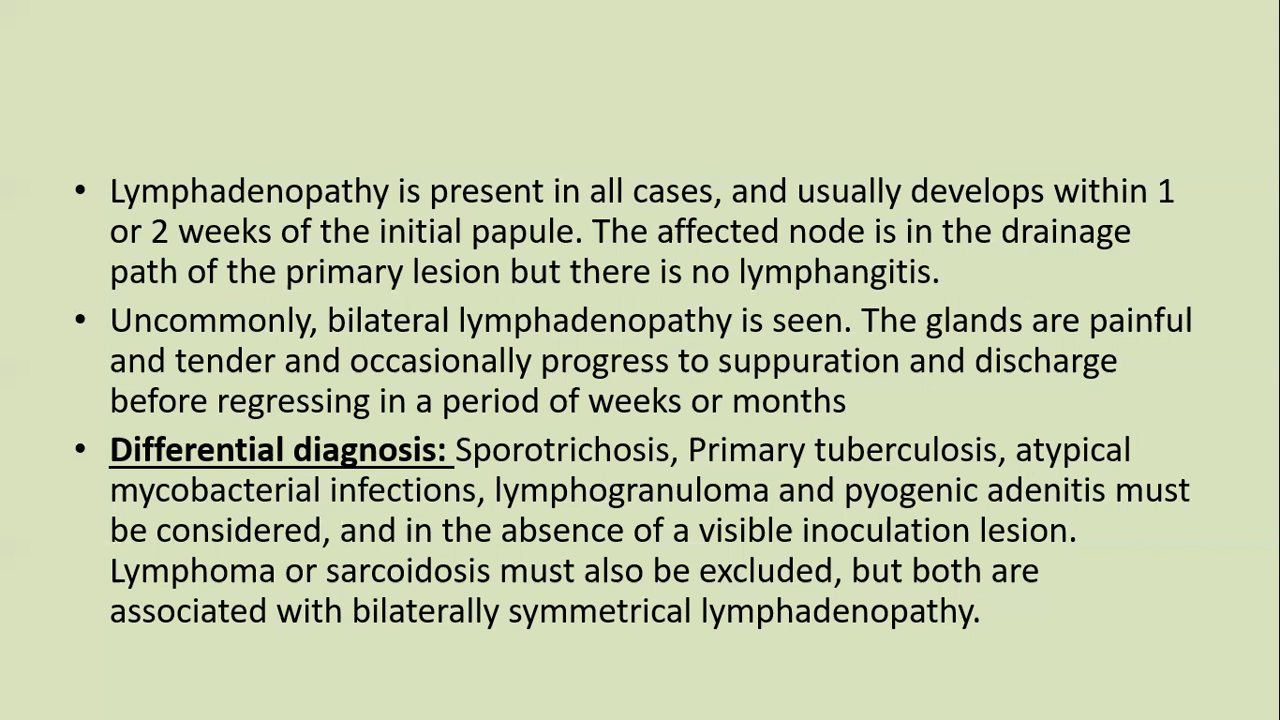 • Lymphadenopathy is present in all cases, and usually develops within 1
or 2 weeks of the initial papule. The affected node is in the drainage
path of the primary lesion but there is no lymphangitis.
• Uncommonly, bilateral lymphadenopathy is seen. The glands are painful
and tender and occasionally progress to suppuration and discharge
before regressing in a period of weeks or months
• Differential diagnosis: Sporotrichosis, Primary tuberculosis, atypical
mycobacterial infections, lymphogranuloma and pyogenic adenitis must
be considered, and in the absence of a visible inoculation lesion.
Lymphoma or sarcoidosis must also be excluded, but both are
associated with bilaterally symmetrical lymphadenopathy.